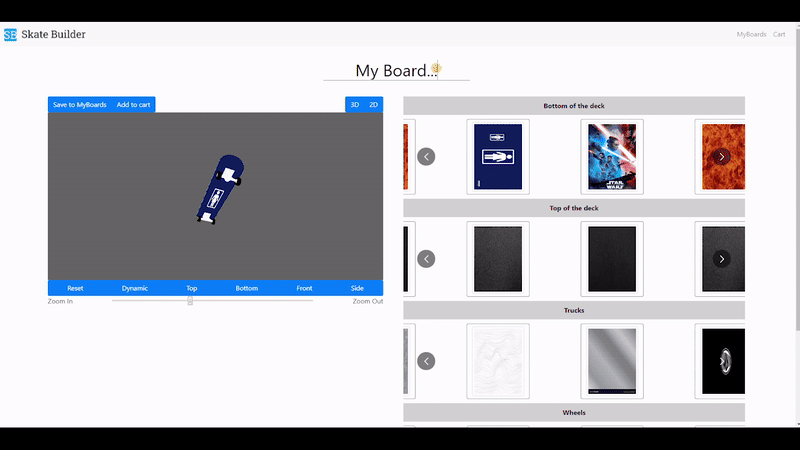 SB Skate Builder
MyBoards Cart
My Board...
Save to MyBoards Add to cart
3D 2D
Bottom of the deck
STAR
WARS
Top of the deck
Reset Dynamic Top Bottom Front Side
Zoom In Zoom Out
Trucks
Wheels